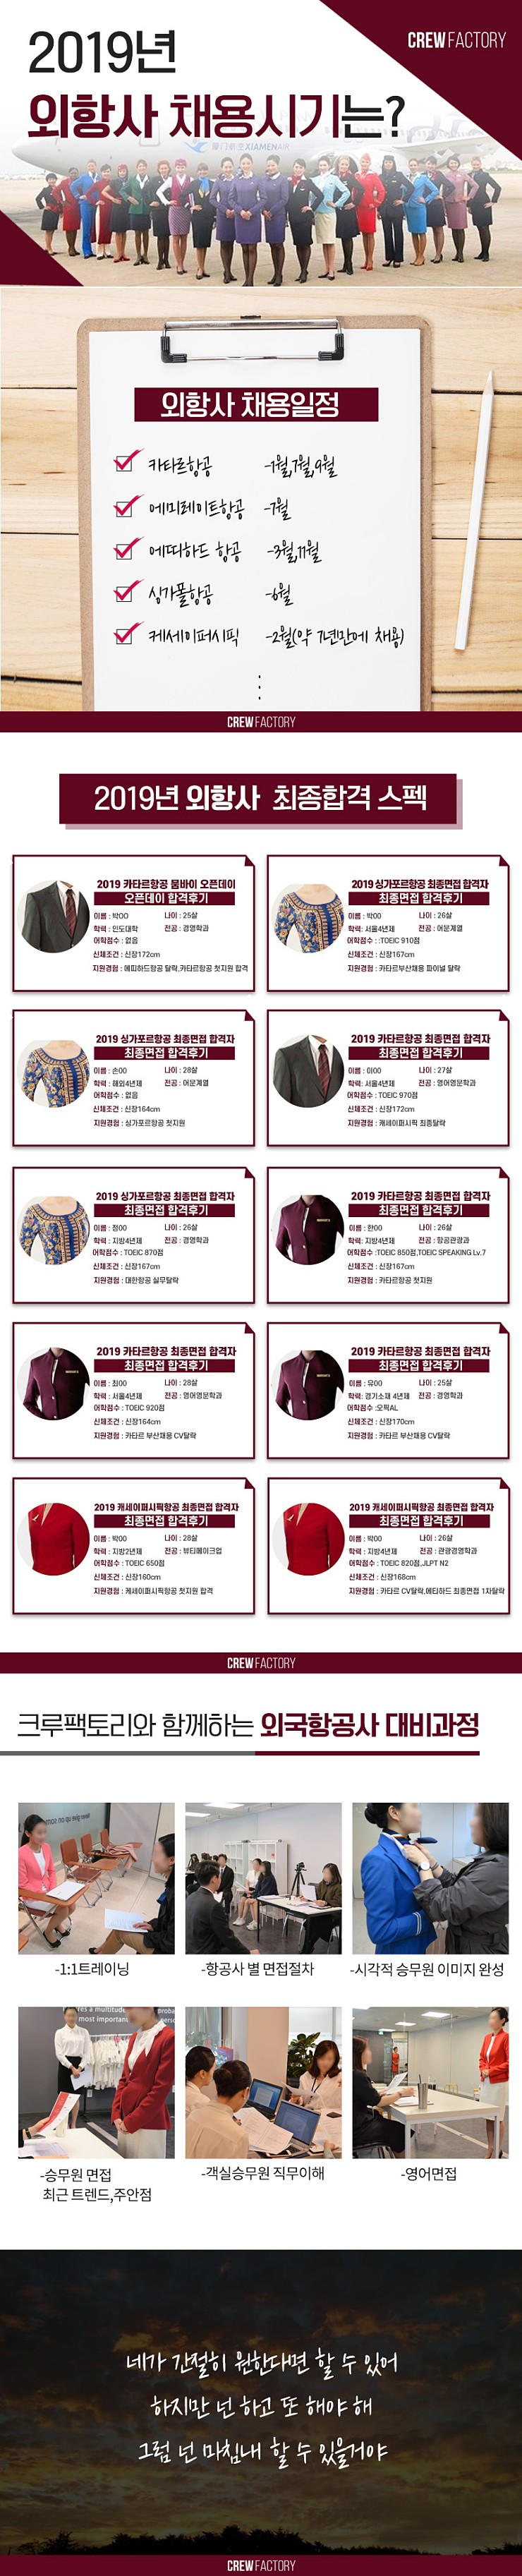 2019년
CREW FACTORY
외항사 채용시기는?
XIAMENAIR
외항사 채용일정
카타르항공 -1월,7월,9월
에미레이트항공 -7월
에띠하드 항공 -3월,11월
싱가폴항공 -6월
케세이퍼시픽 -2월(약 7년만에 채용)
CREW FACTORY
2019년 외항사 최종합격 스펙
2019 카타르항공 뭄바이 오픈데이
오픈데이 합격후기
이름 : 박OO 나이 : 25살
학력 : 인도대학 전공 : 경영학과
어학점수 : 없음
신체조건 : 신장172cm
지원경험 : 에띠하드항공 탈락,카타르항공 첫지원 합격
2019 싱가포르항공 최종면접 합격자
최종면접 합격후기
이름 : 박00 나이 : 26살
학력 : 서울4년제 전공 : 어문계열
어학점수 : :TOEIC 910점
신체조건 : 신장167cm
지원경험 : 카타르부산채용 파이널 탈락
2019 싱가포르항공 최종면접 합격자
최종면접 합격후기
이름 : 손00 나이 : 28살
학력 : 해외4년제 전공 : 어문계열
어학점수 : 없음
신체조건 : 신장164cm
지원경험 : 싱가포르항공 첫지원
2019 카타르항공 최종면접 합격자
최종면접 합격후기
이름 : 이00 나이 : 27살
학력 : 서울4년제 전공 : 영어영문학과
어학점수 : TOEIC 970점
신체조건 : 신장172cm
지원경험 : 캐세이퍼시픽 최종탈락
2019 싱가포르항공 최종면접 합격자
최종면접 합격후기
이름 : 정00 나이 : 26살
학력 : 지방4년제 전공 : 경영학과
어학점수 : TOEIC 870점
신체조건 : 신장167cm
지원경험 : 대한항공 실무탈락
2019 카타르항공 최종면접 합격자
최종면접 합격후기
이름 : 한00 나이 : 26살
학력 : 지방4년제 전공 : 항공관광과
어학점수 :TOEIC 850점,TOEIC SPEAKING Lv.7
신체조건 : 신장167cm
지원경험 : 카타르항공 첫지원
2019 카타르항공 최종면접 합격자
최종면접 합격후기
이름 : 최00 나이 : 28살
학력 : 서울4년제 전공 : 영어영문학과
어학점수 : TOEIC 920점
신체조건 : 신장164cm
지원경험 : 카타르 부산채용 CV탈락
2019 카타르항공 최종면접 합격자
최종면접 합격후기
이름 : 유00 나이 : 25살
학력 : 경기소재 4년제 전공 : 경영학과
어학점수 :오픽AL
신체조건 : 신장170cm
지원경험 : 카타르 부산채용 CV탈락
2019 캐세이퍼시픽항공 최종면접 합격자
최종면접 합격후기
이름 : 박00 나이 : 28살
학력 : 지방2년제 전공 : 뷰티메이크업
어학점수 : TOEIC 650점
신체조건 : 신장160cm
지원경험 : 캐세이퍼시픽항공 첫지원 합격
2019 캐세이퍼시픽항공 최종면접 합격자
최종면접 합격후기
이름 : 박00 나이 : 26살
학력 : 지방4년제 전공 : 관광경영학과
어학점수 : TOEIC 820점,JLPT N2
신체조건 : 신장168cm
지원경험 : 카타르 CV탈락,에티하드 최종면접 1차탈락
CREW FACTORY
크루팩토리와 함께하는 외국항공사 대비과정
-1:1트레이닝
-항공사 별 면접절차
-시각적 승무원 이미지 완성
-승무원 면접
최근 트렌드,주안점
-객실승무원 직무이해
-영어면접
네가 간절히 원한다면 할 수 있어
하지만 넌 하고 또 해야 해
그럼 넌 마침내 할 수 있을거야
CREW FACTORY